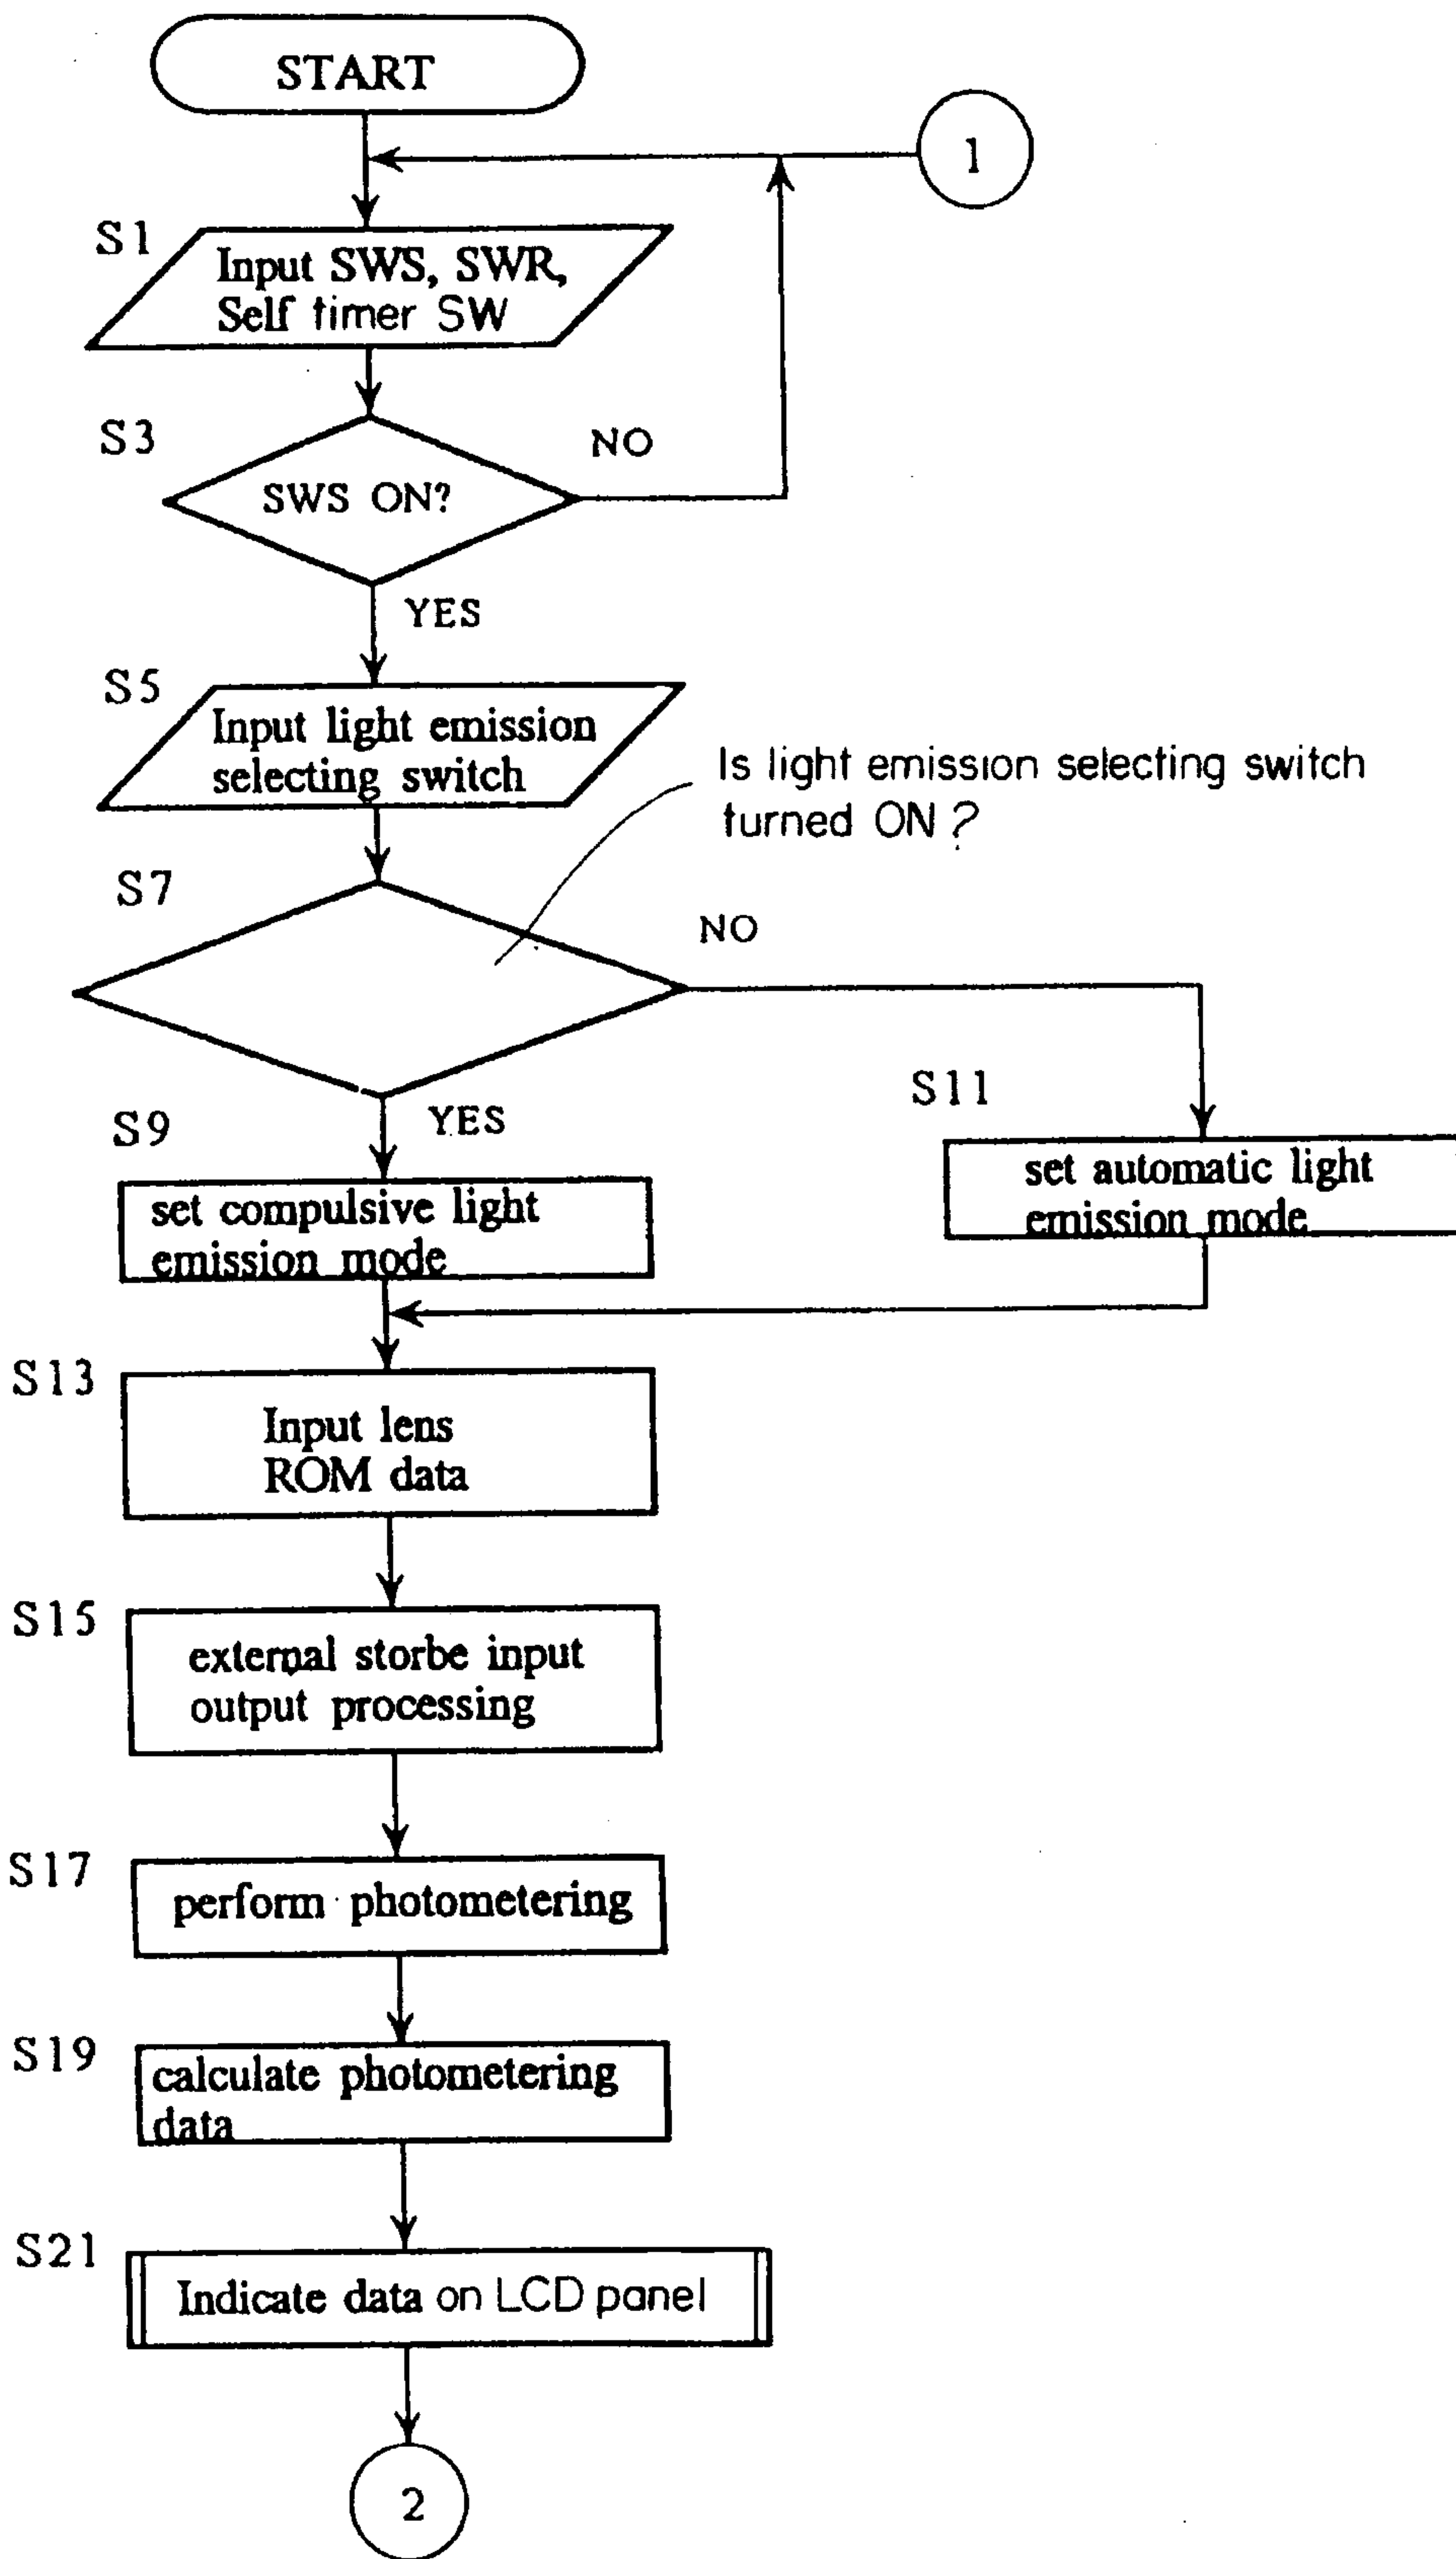 START
1
S1
Input SWS, SWR,
Self timer SW
S3
NO
SWS ON?
YES
S5
Input light emission
selecting switch
Is light emission selecting switch
turned ON?
S7
NO
S11
YES
S9
set automatic light
emission mode
set compulsive light
emission mode
S13
Input lens
ROM data
S15
external storbe input
output processing
S17
perform photometering
S19
calculate photometering
data
S21
Indicate data on LCD panel
2